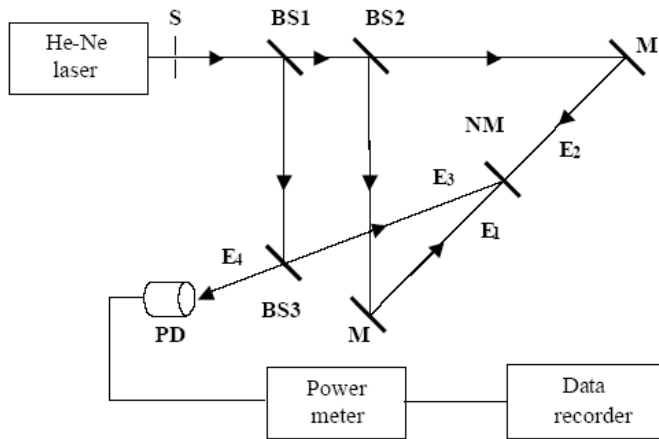 S
BS1
BS2
He-Ne
laser
M
NM
E2
E3
E1
E4
BS3
PD
M
Power
meter
Data
recorder